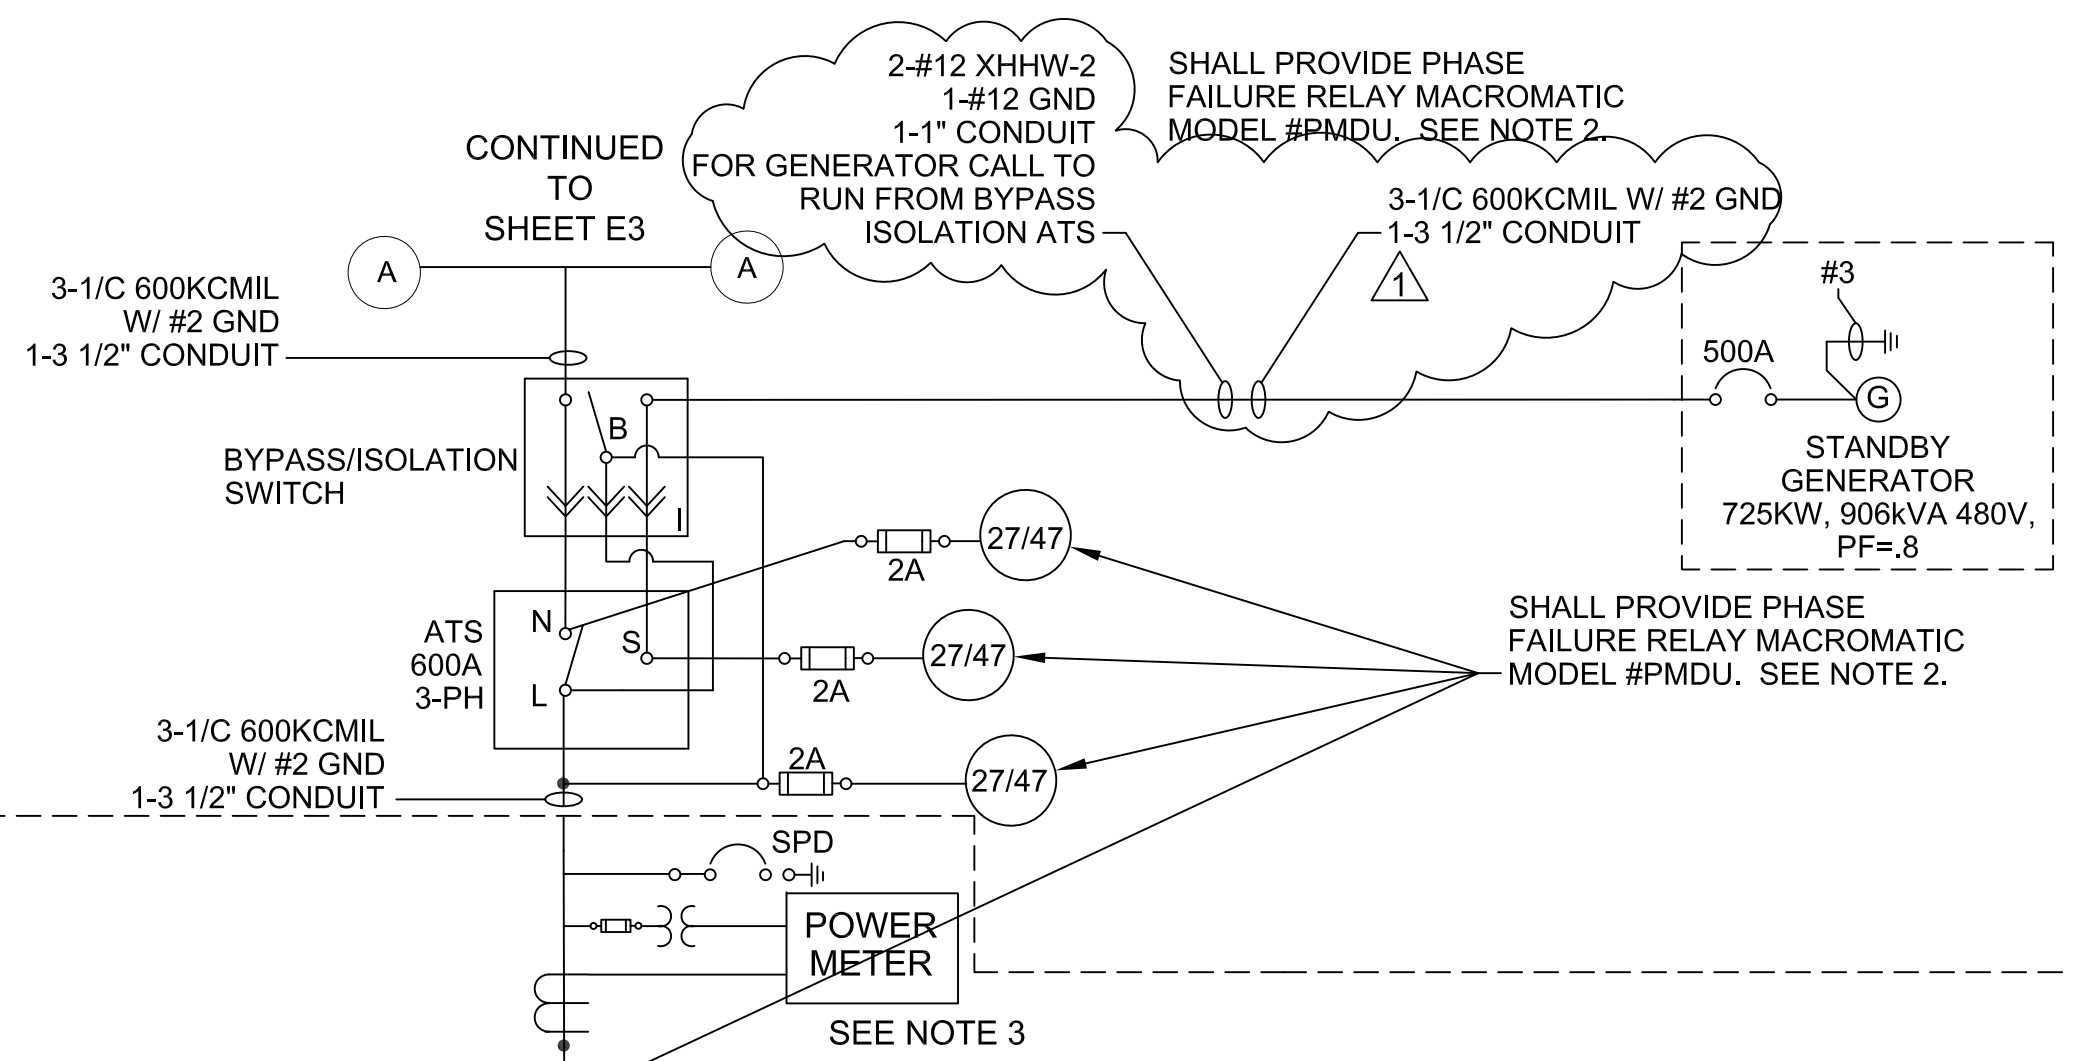 2-#12 XHHW-2
1-#12 GND
1-1" CONDUIT
FOR GENERATOR CALL TO
RUN FROM BYPASS
ISOLATION ATS
SHALL PROVIDE PHASE
FAILURE RELAY MACROMATIC
MODEL #PMDU. SEE NOTE 2.
CONTINUED
TO
SHEET E3
3-1/C 600KCMIL W/ #2 GND
1-3 1/2" CONDUIT
1
A
A
3-1/C 600KCMIL
W/ #2 GND
1-3 1/2" CONDUIT
#3
500A
G
STANDBY
GENERATOR
725KW, 906kVA 480V,
PF=.8
B
BYPASS/ISOLATION
SWITCH
I
27/47
2A
ATS
600A
3-PH
N
S
L
27/47
2A
SHALL PROVIDE PHASE
FAILURE RELAY MACROMATIC
MODEL #PMDU. SEE NOTE 2.
3-1/C 600KCMIL
W/ #2 GND
1-3 1/2" CONDUIT
2A
27/47
SPD
POWER
METER
SEE NOTE 3